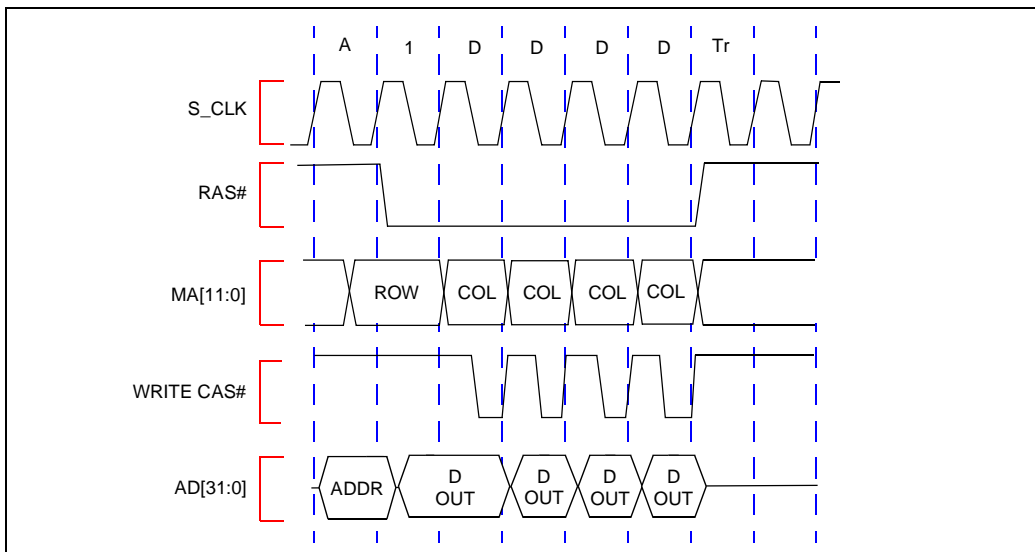 A 1 D D D D Tr
S_CLK
RAS#
MA[11:0] ROW COL COL COL COL
WRITE CAS#
AD[31:0] ADDR D OUT D OUT D OUT D OUT